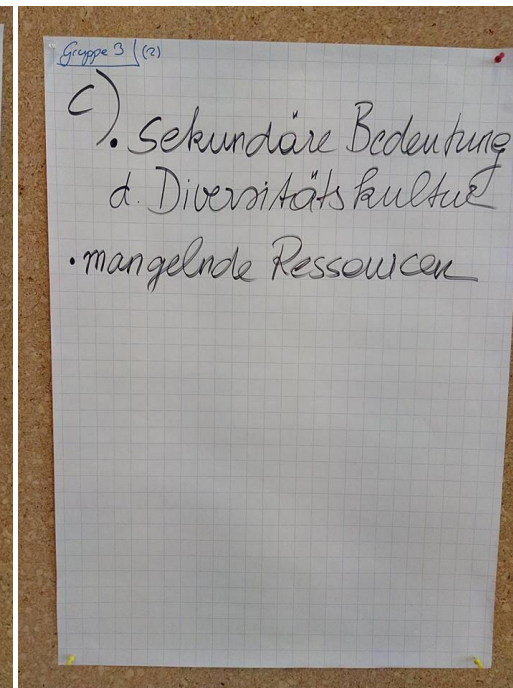 Gruppe 3 (2)
c)
• Sekundäre Bedeutung
d. Diversitätskultur
• mangelnde Ressourcen